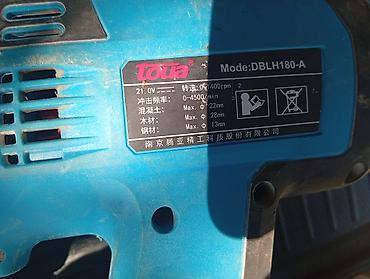 Toua
Mode:DBLH180-A
21.0V 转速:0-1400rpm
冲击频率: 0-4500/min
混凝土: Max. Φ 22mm
木材: Max. Φ 28mm
钢材: Max. Φ 13mm
南京腾亚精工科技股份有限公司